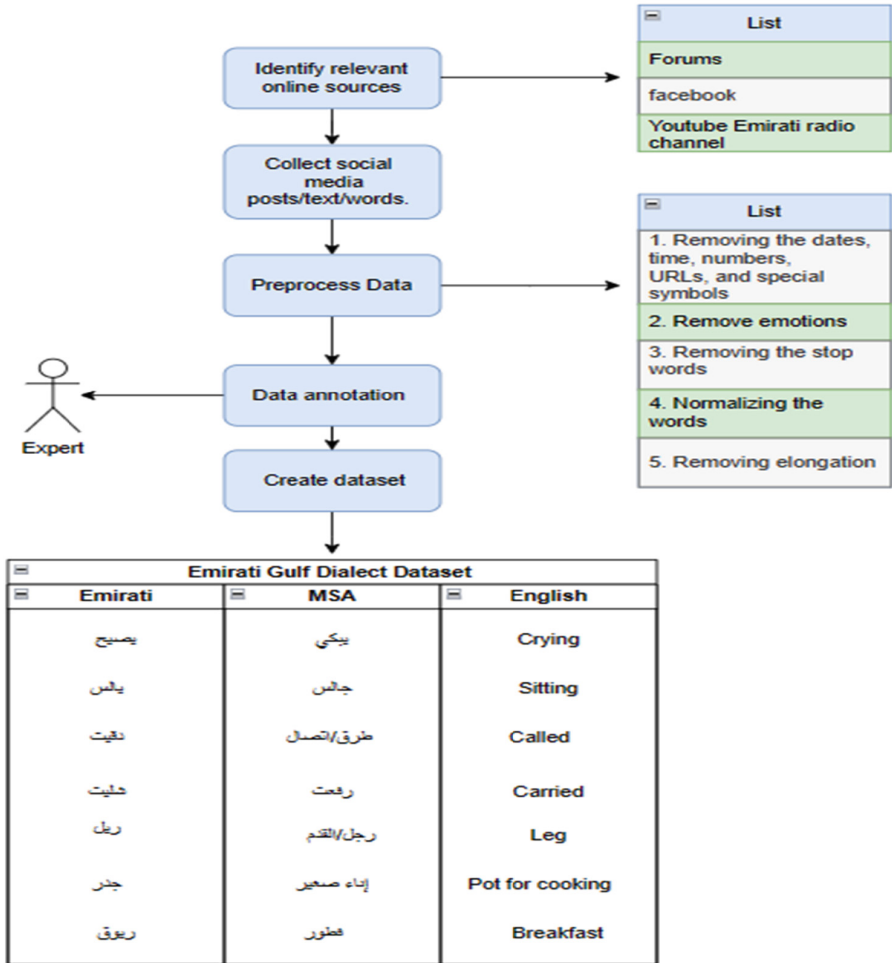 Identify relevant
online sources
List
Forums
facebook
Youtube Emirati radio
channel
Collect social
media
posts/text/words.
List
1. Removing the dates,
time, numbers,
URLs, and special
symbols
2. Remove emotions
3. Removing the stop
words
4. Normalizing the
words
5. Removing elongation
Preprocess Data
Data annotation
Expert
Create dataset
Emirati Gulf Dialect Dataset
Emirati MSA English
يصيح يبكي Crying
يالس جالس Sitting
دقيت طرق/اتصال Called
شليت رفعت Carried
ريل رجل/القدم Leg
جدر إناء صغير Pot for cooking
ريوق فطور Breakfast